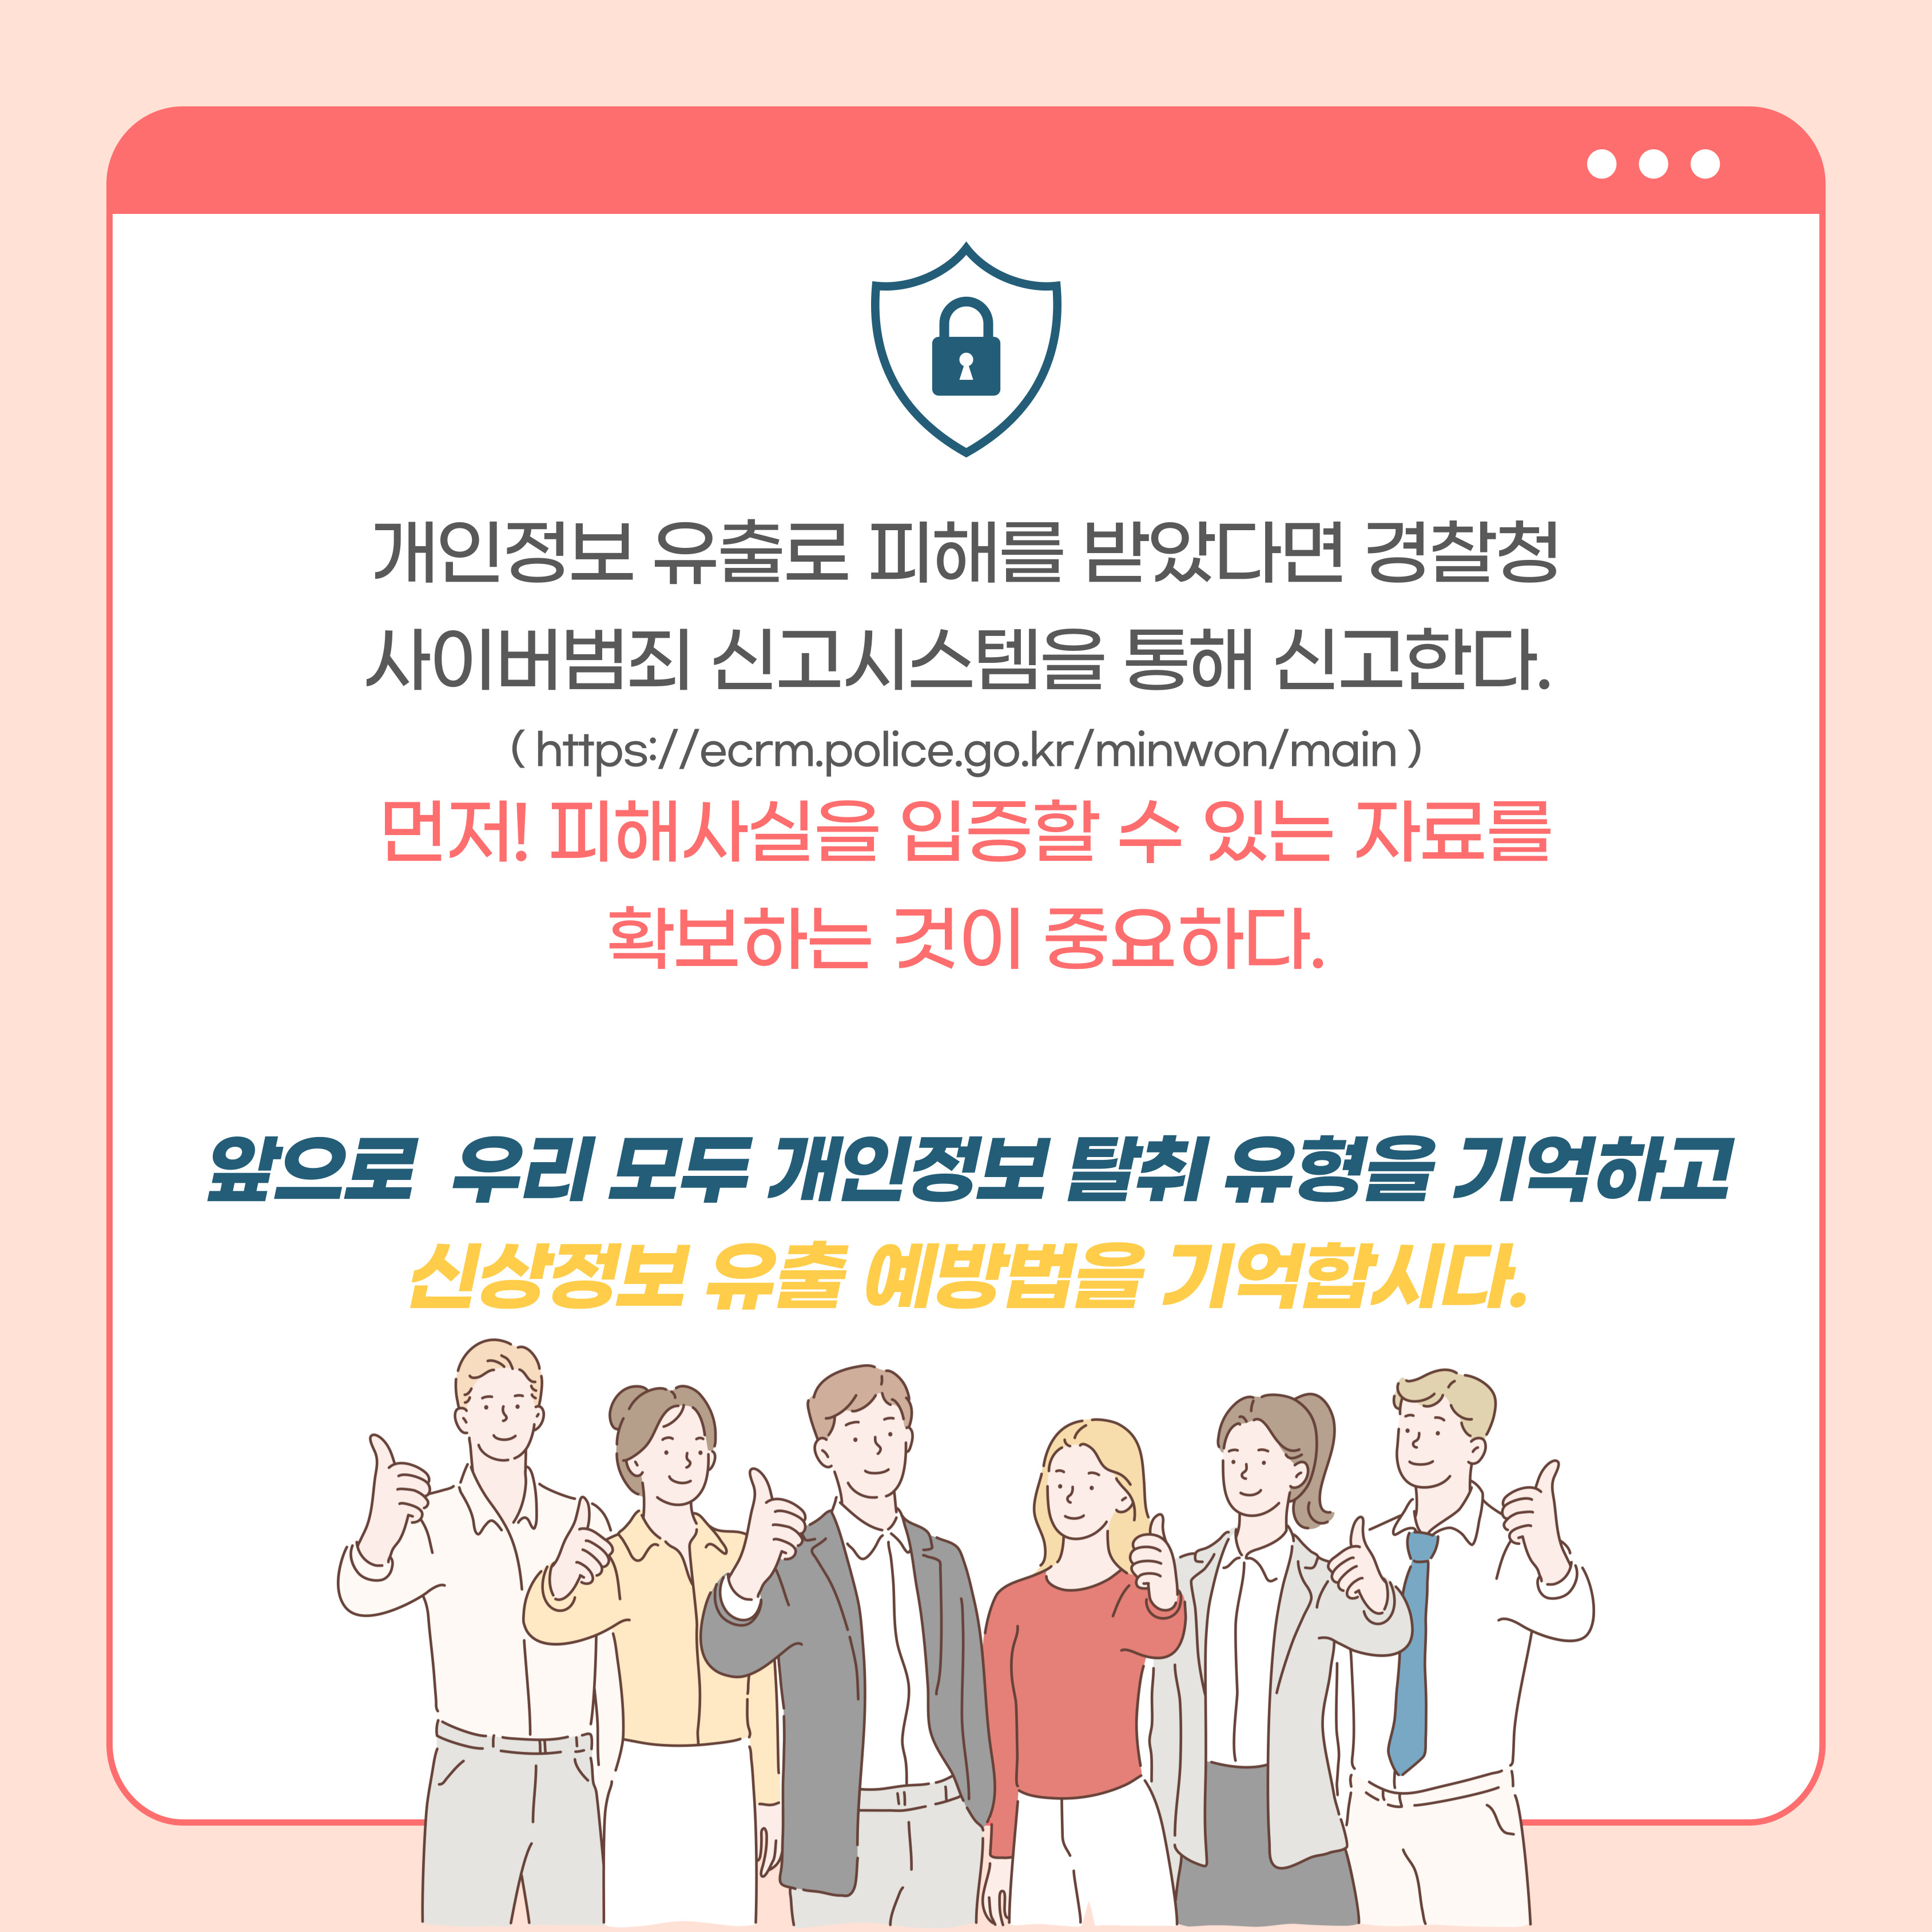 개인정보 유출로 피해를 받았다면 경찰청
사이버범죄 신고시스템을 통해 신고한다.
( https://ecrm.police.go.kr/minwon/main )
먼저! 피해사실을 입증할 수 있는 자료를
확보하는 것이 중요하다.
앞으로 우리 모두 개인정보 탈취 유형을 기억하고
신상정보 유출 예방법을 기억합시다.